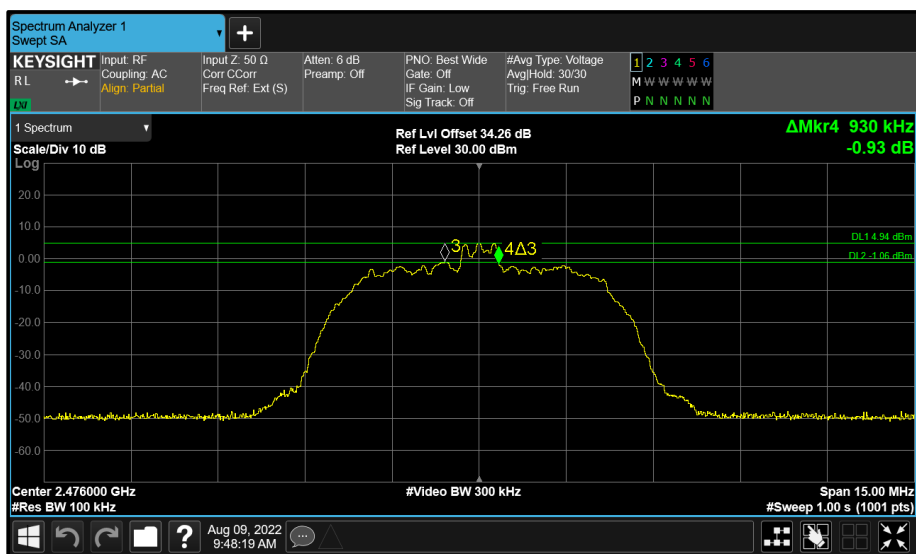 Spectrum Analyzer 1
Swept SA
▼
+
KEYSIGHT
RL
LXI
Input: RF
Coupling: AC
Align: Partial
Input Z: 50 Ω
Corr CCorr
Freq Ref: Ext (S)
Atten: 6 dB
Preamp: Off
PNO: Best Wide
Gate: Off
IF Gain: Low
Sig Track: Off
#Avg Type: Voltage
Avg|Hold: 30/30
Trig: Free Run
1 2 3 4 5 6
M W W W W W
P N N N N N
1 Spectrum ▼
Scale/Div 10 dB
Ref Lvl Offset 34.26 dB
Ref Level 30.00 dBm
ΔMkr4 930 kHz
-0.93 dB
Log
20.0
10.0
0.00
-10.0
-20.0
-30.0
-40.0
-50.0
-60.0
3
4Δ3
DL1 4.94 dBm
DL2 -1.06 dBm
Center 2.476000 GHz
#Res BW 100 kHz
#Video BW 300 kHz
Span 15.00 MHz
#Sweep 1.00 s (1001 pts)
?
Aug 09, 2022
9:48:19 AM